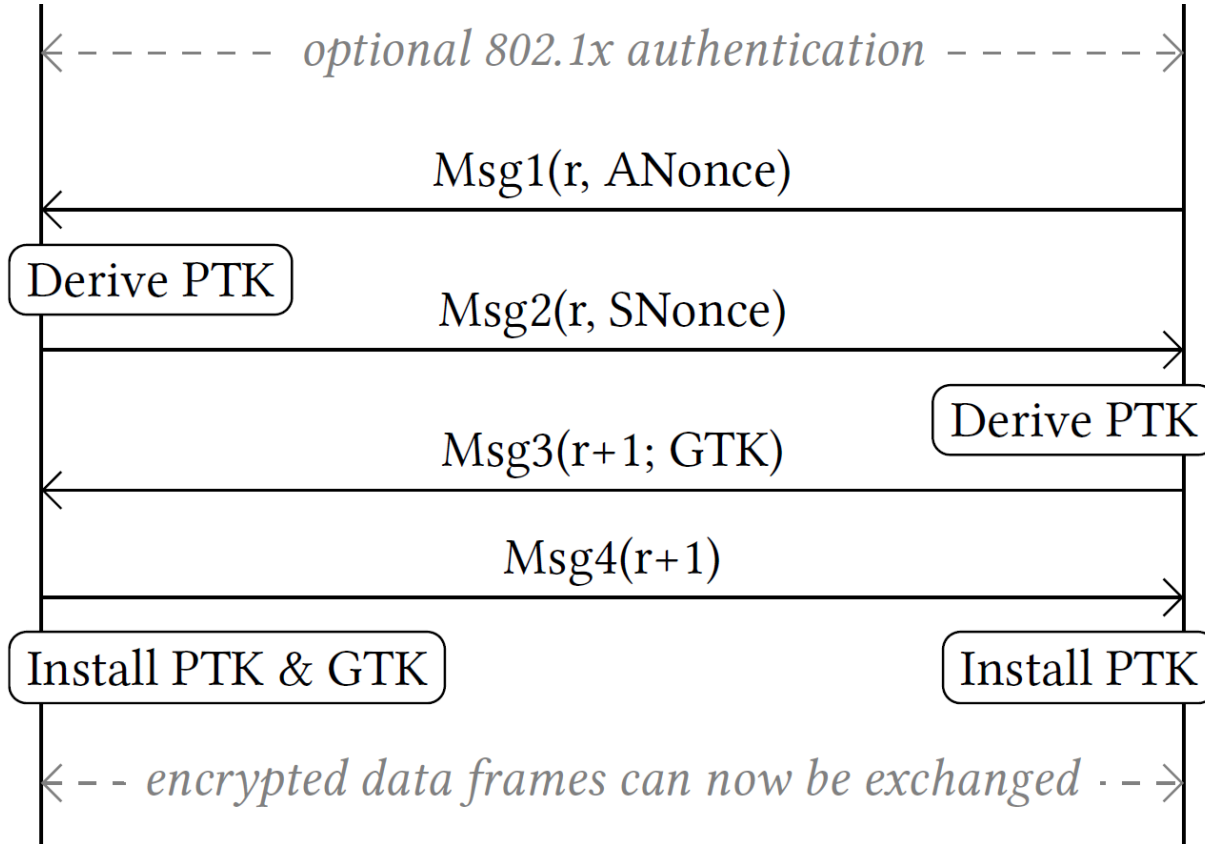 optional 802.1x authentication
Msg1(r, ANonce)
Derive PTK
Msg2(r, SNonce)
Derive PTK
Msg3(r+1; GTK)
Msg4(r+1)
Install PTK & GTK
Install PTK
encrypted data frames can now be exchanged